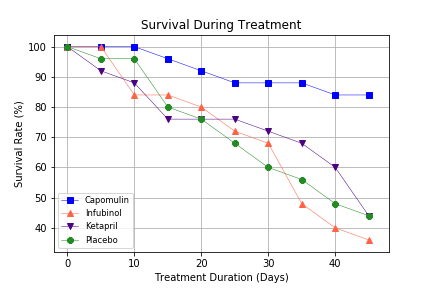 Survival During Treatment
100
90
80
70
60
50
40
Survival Rate (%)
Capomulin
Infubinol
Ketapril
Placebo
0 10 20 30 40
Treatment Duration (Days)